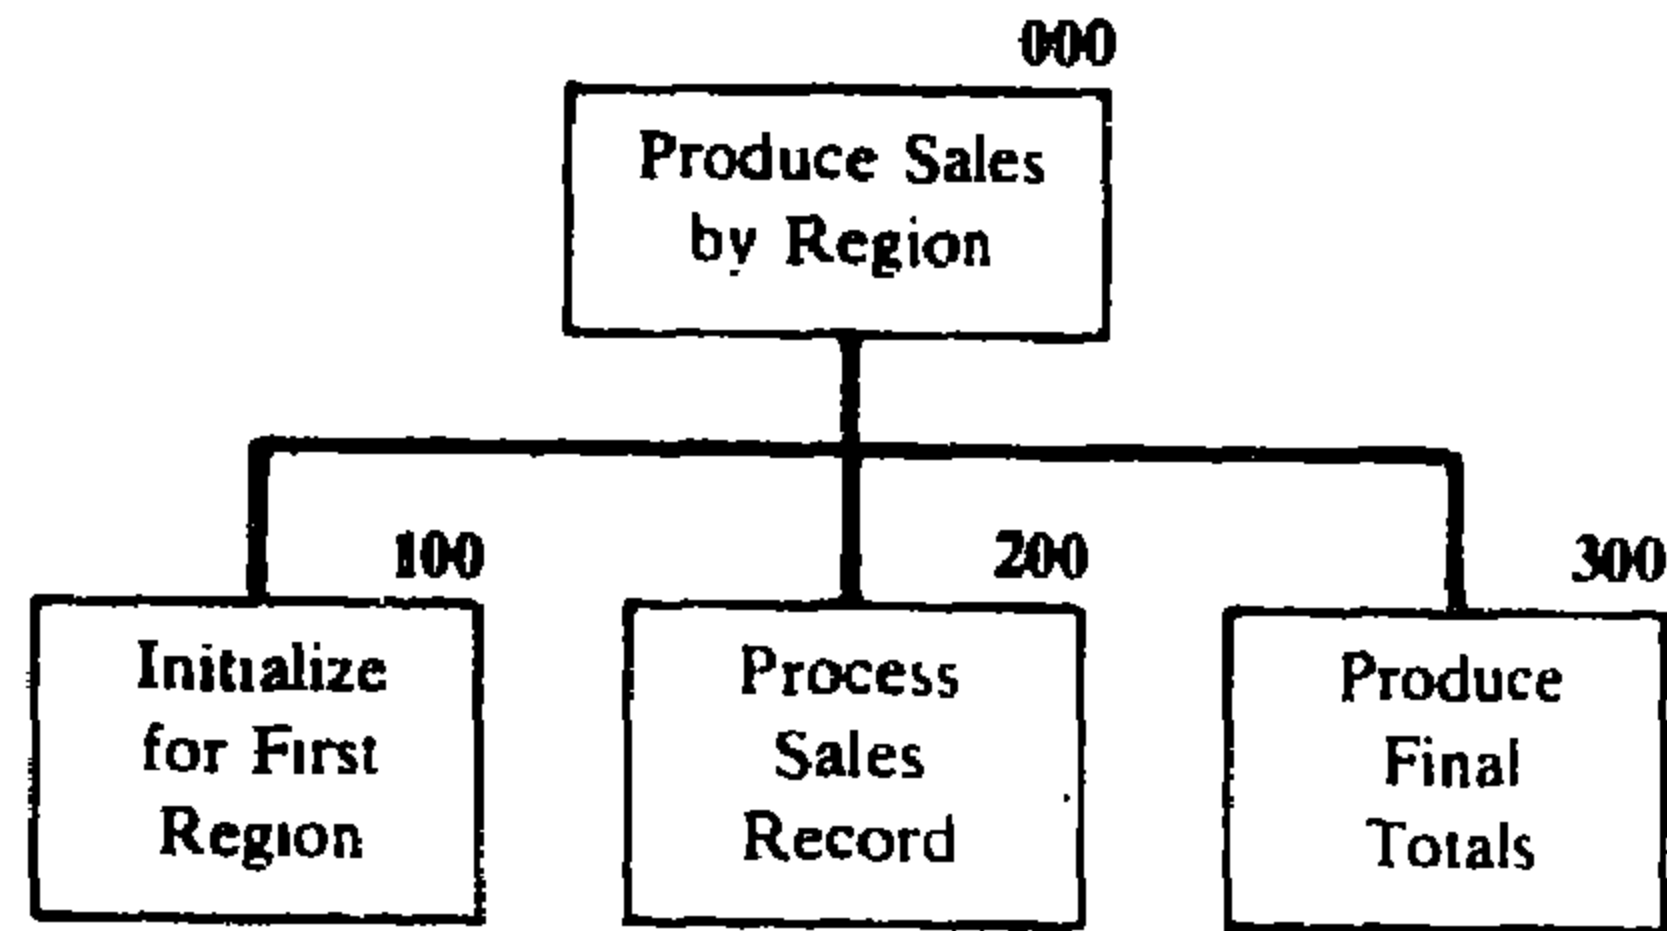 000
Produce Sales
by Region
100
Initialize
for First
Region
200
Process
Sales
Record
300
Produce
Final
Totals